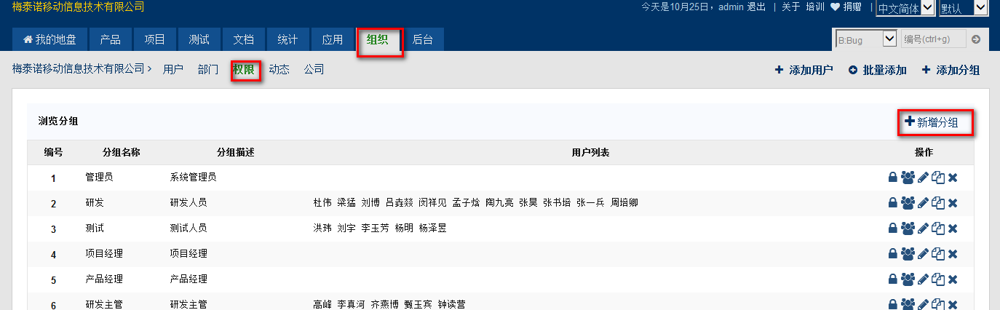 梅泰诺移动信息技术有限公司 今天是10月25日，admin 退出 | 关于 培训 捐赠 | 中文简体 默认
我的地盘 产品 项目 测试 文档 统计 应用 组织 后台 B:Bug 编号(ctrl+g)
梅泰诺移动信息技术有限公司 > 用户 部门 权限 动态 公司 添加用户 批量添加 添加分组
浏览分组 新增分组
编号 分组名称 分组描述 用户列表 操作
1 管理员 系统管理员
2 研发 研发人员 杜伟 梁猛 刘博 吕垚燚 闵祥见 孟子焓 陶九亮 张昊 张书培 张一兵 周培卿
3 测试 测试人员 洪玮 刘宇 李玉芳 杨明 杨泽昱
4 项目经理 项目经理
5 产品经理 产品经理
6 研发主管 研发主管 高峰 李真河 齐燕博 甄玉宾 钟读营